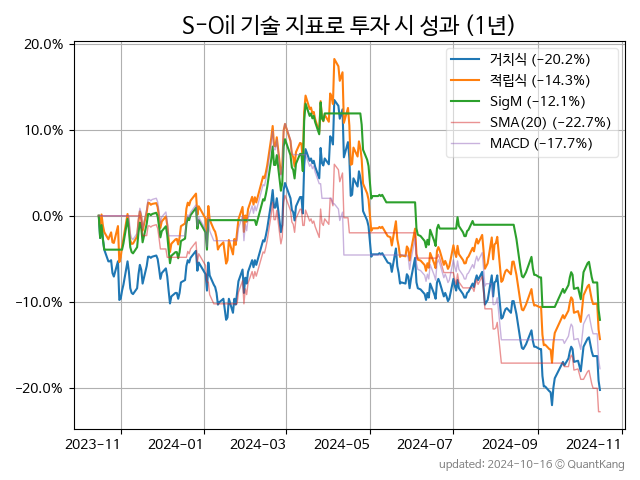 S-Oil 기술 지표로 투자 시 성과 (1년)
20.0%
10.0%
0.0%
−10.0%
−20.0%
거치식 (−20.2%)
적립식 (−14.3%)
SigM (−12.1%)
SMA(20) (−22.7%)
MACD (−17.7%)
2023-11
2024-01
2024-03
2024-05
2024-07
2024-09
2024-11
updated: 2024-10-16 © QuantKang